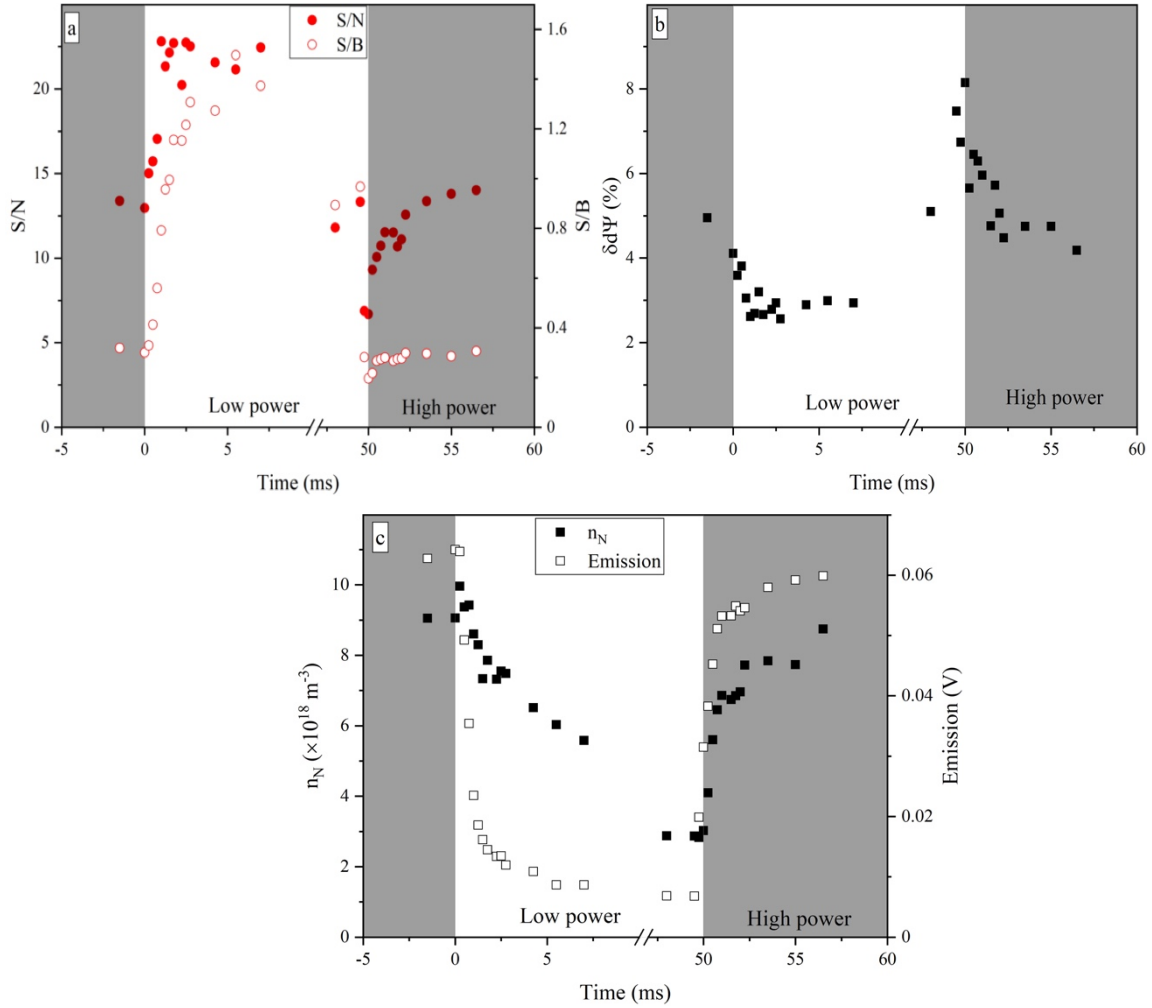 a
S/N
S/B
S/N
20
15
10
5
0
1.6
1.2
0.8
0.4
0
S/B
Low power
High power
-5 0 5 50 55 60
Time (ms)
b
δdΨ (%)
8
6
4
2
0
Low power
High power
-5 0 5 50 55 60
Time (ms)
c
n_N
Emission
n_N (×10^18 m^-3)
10
8
6
4
2
0
0.06
0.04
0.02
0
Emission (V)
Low power
High power
-5 0 5 50 55 60
Time (ms)